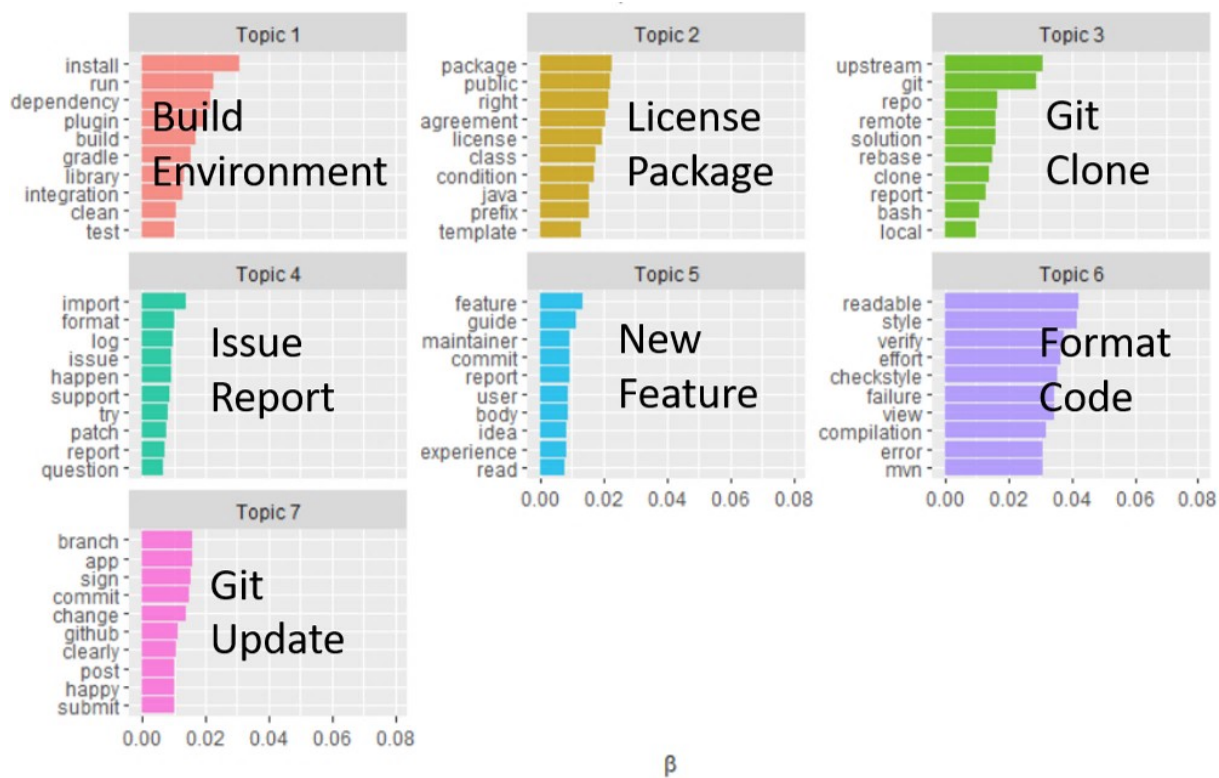 Topic 1
install
run
dependency
plugin
build
gradle
library
integration
clean
test
Build
Environment
Topic 2
package
public
right
agreement
license
class
condition
java
prefix
template
License
Package
Topic 3
upstream
git
repo
remote
solution
rebase
clone
report
bash
local
Git
Clone
Topic 4
import
format
log
issue
happen
support
try
patch
report
question
Issue
Report
Topic 5
feature
guide
maintainer
commit
report
user
body
idea
experience
read
New
Feature
0.00 0.02 0.04 0.06 0.08
Topic 6
readable
style
verify
effort
checkstyle
failure
view
compilation
error
mvn
Format
Code
0.00 0.02 0.04 0.06 0.08
Topic 7
branch
app
sign
commit
change
github
clearly
post
happy
submit
Git
Update
0.00 0.02 0.04 0.06 0.08
β